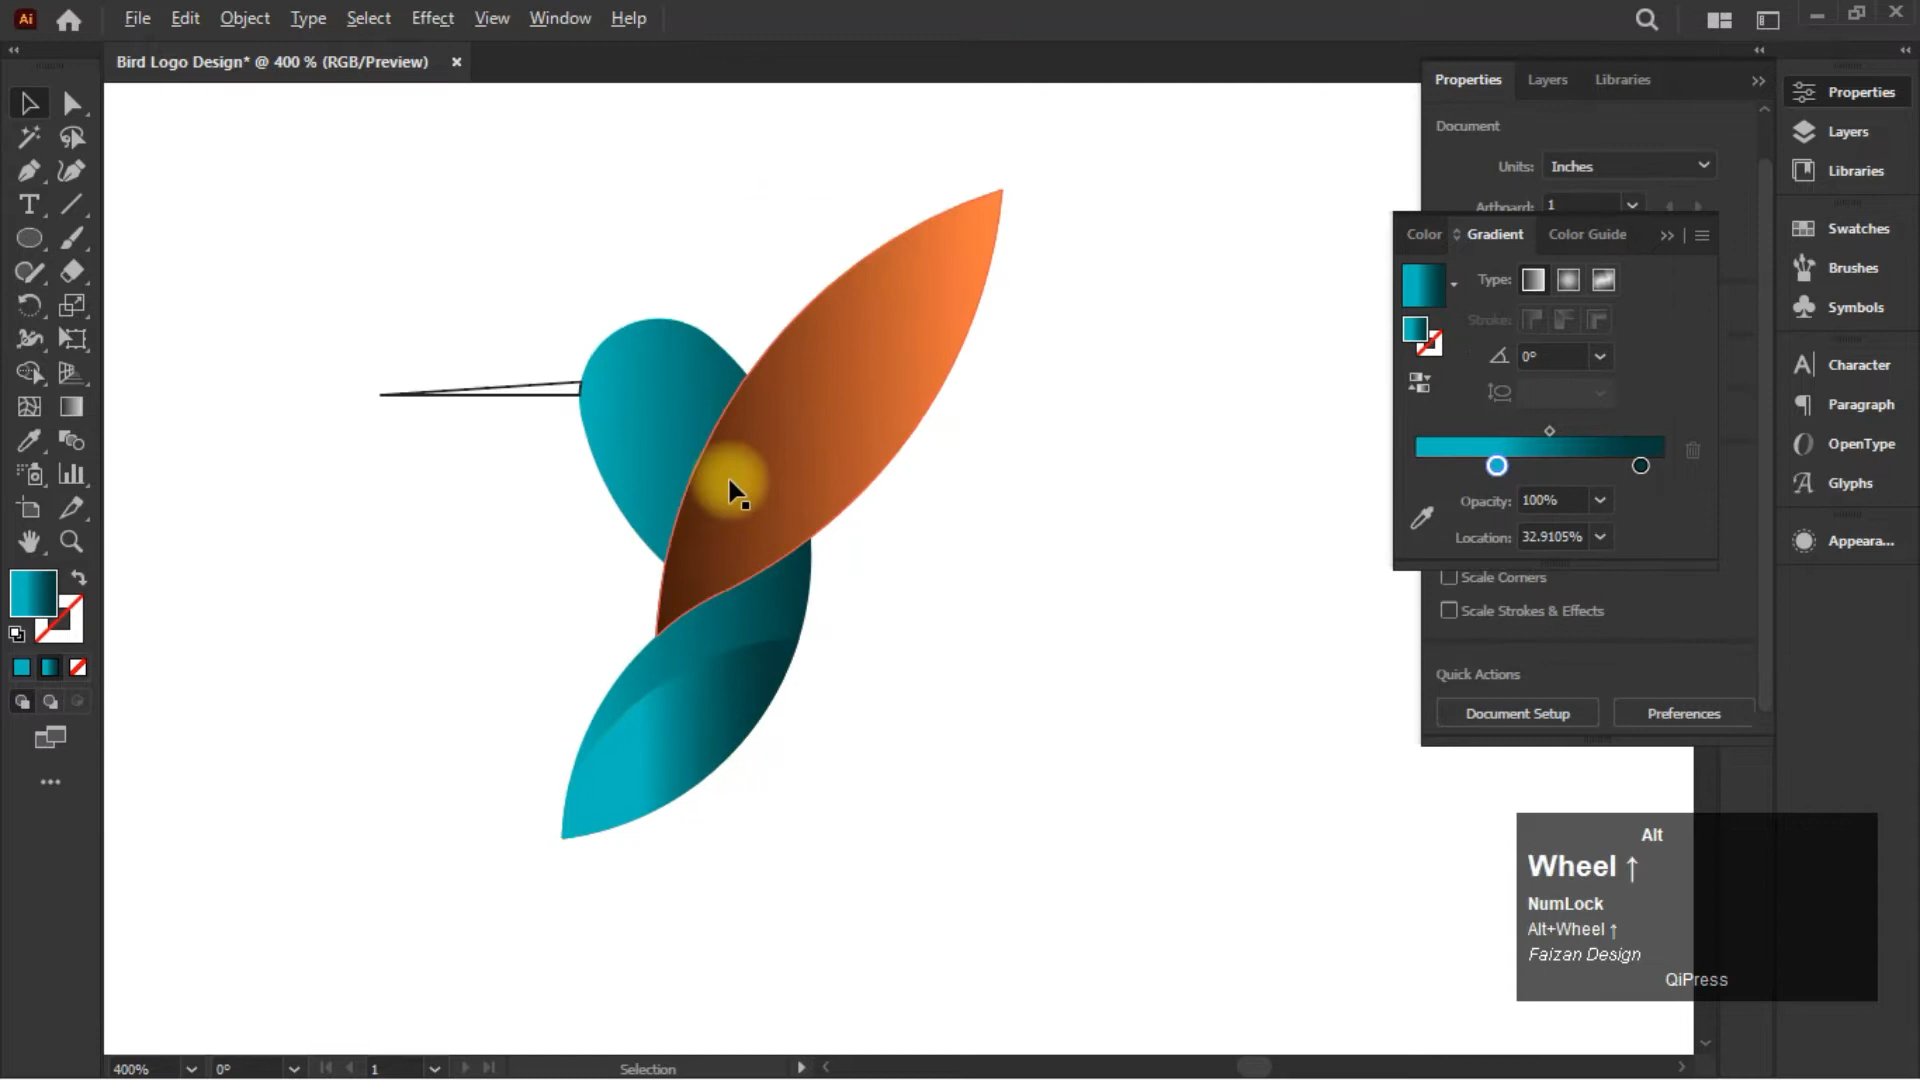 Ai File Edit Object Type Select Effect View Window Help
Bird Logo Design* @ 400 % (RGB/Preview) ×
Properties Layers Libraries
Document
Units: Inches
Artboard: 1
Color Gradient Color Guide
Type:
Stroke:
0°
Opacity: 100%
Location: 32.9105%
Scale Corners
Scale Strokes & Effects
Quick Actions
Document Setup Preferences
Properties
Layers
Libraries
Swatches
Brushes
Symbols
Character
Paragraph
OpenType
Glyphs
Appeara...
Alt
Wheel ↑
NumLock
Alt+Wheel ↑
Faizan Design
QiPress
400% 0° 1 Selection